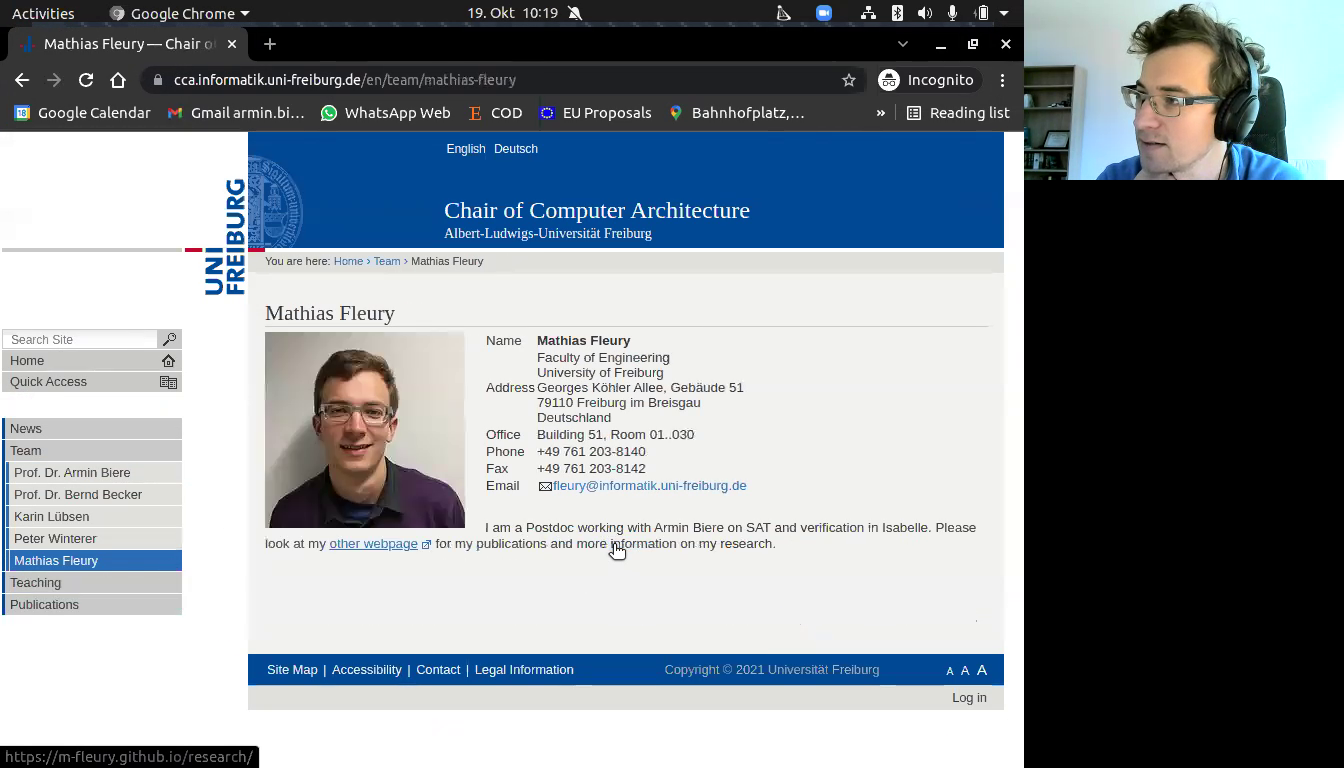 Activities Google Chrome 19. Okt 10:19
Mathias Fleury — Chair of
cca.informatik.uni-freiburg.de/en/team/mathias-fleury Incognito
Google Calendar Gmail armin.bi… WhatsApp Web COD EU Proposals Bahnhofplatz,… » Reading list
English Deutsch
Chair of Computer Architecture
Albert-Ludwigs-Universität Freiburg
UNI
FREIBURG
You are here: Home › Team › Mathias Fleury
Search Site
Home
Quick Access
News
Team
Prof. Dr. Armin Biere
Prof. Dr. Bernd Becker
Karin Lübsen
Peter Winterer
Mathias Fleury
Teaching
Publications
Mathias Fleury
Name Mathias Fleury
Faculty of Engineering
University of Freiburg
Address Georges Köhler Allee, Gebäude 51
79110 Freiburg im Breisgau
Deutschland
Office Building 51, Room 01..030
Phone +49 761 203-8140
Fax +49 761 203-8142
Email fleury@informatik.uni-freiburg.de
I am a Postdoc working with Armin Biere on SAT and verification in Isabelle. Please
look at my other webpage for my publications and more information on my research.
Site Map | Accessibility | Contact | Legal Information Copyright © 2021 Universität Freiburg A A A
Log in
https://m-fleury.github.io/research/